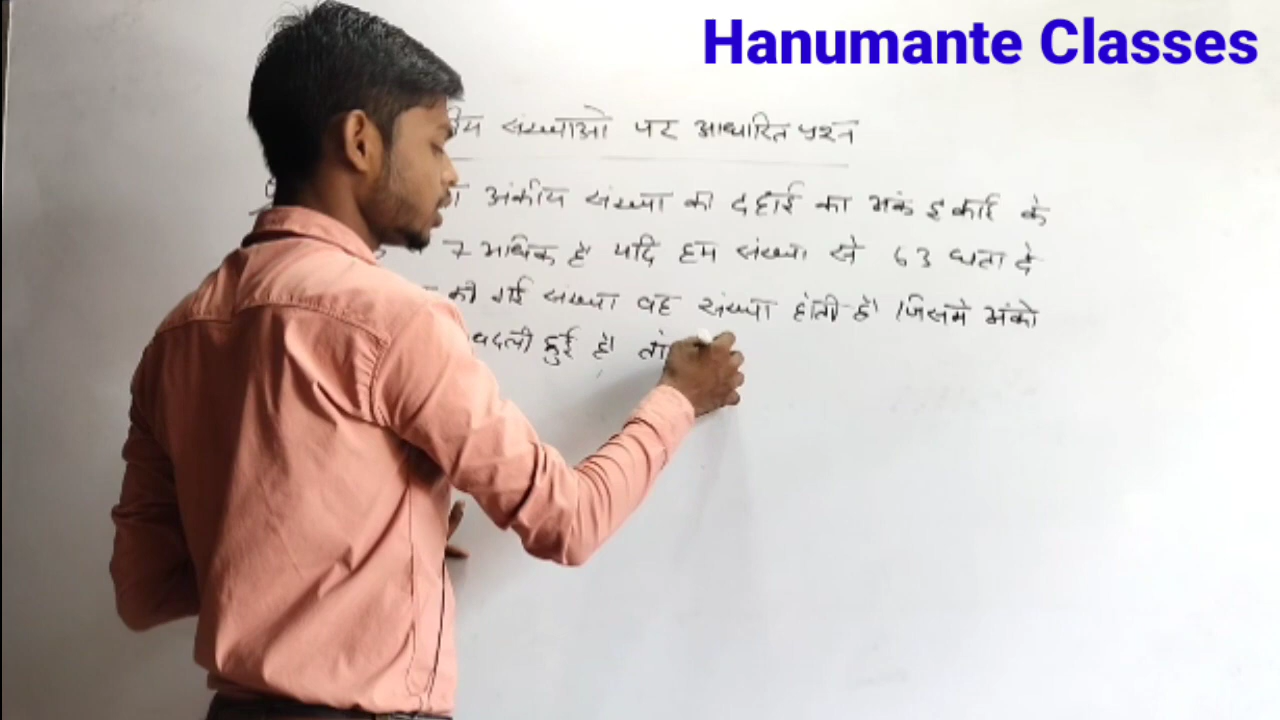 Hanumante Classes
संख्याओ पर आधारित प्रश्न
अंकीय संख्या की दहाई का अंक इकाई के
7 अधिक है यदि हम संख्या से 63 घटा दे
की गई संख्या वह संख्या होती है। जिसमे अंको
बदली हुई है। तो